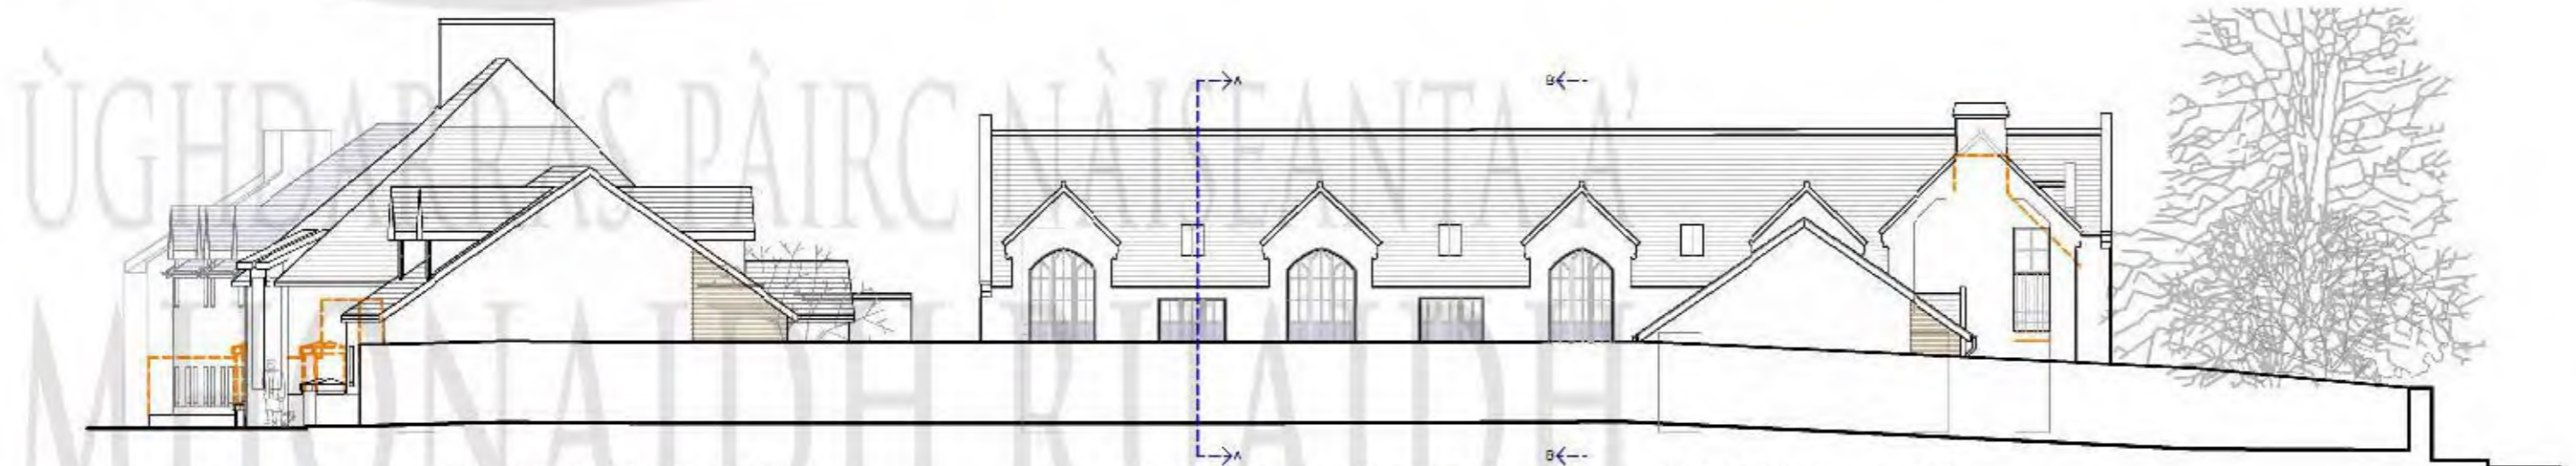 ÙGHDARRAS PÀIRC NÀISEANTA A'
MHONAIDH RUAIDH
A
B
A
B